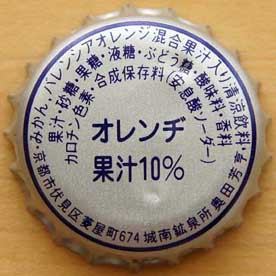 ・みかん、バレンシアオレンジ混合果汁入り清涼飲料
果汁・砂糖・果糖・液糖・ぶどう糖・酸味料・香料
カロチン色素・合成保存料(安息酸ソーダー)
オレンヂ
果汁10%
・京都市伏見区菱屋町674 城南鉱泉所奥田芳亨